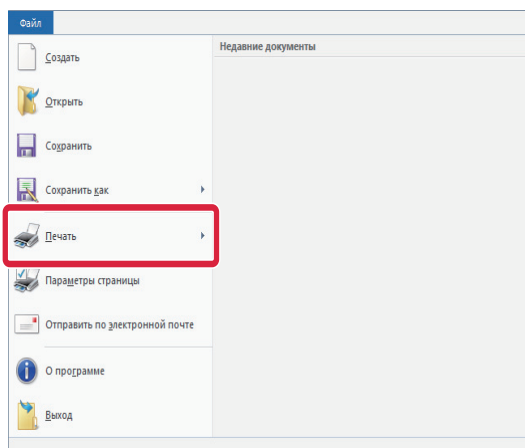 Файл
Недавние документы
Создать
Открыть
Сохранить
Сохранить как
Печать
Параметры страницы
Отправить по электронной почте
О программе
Выход